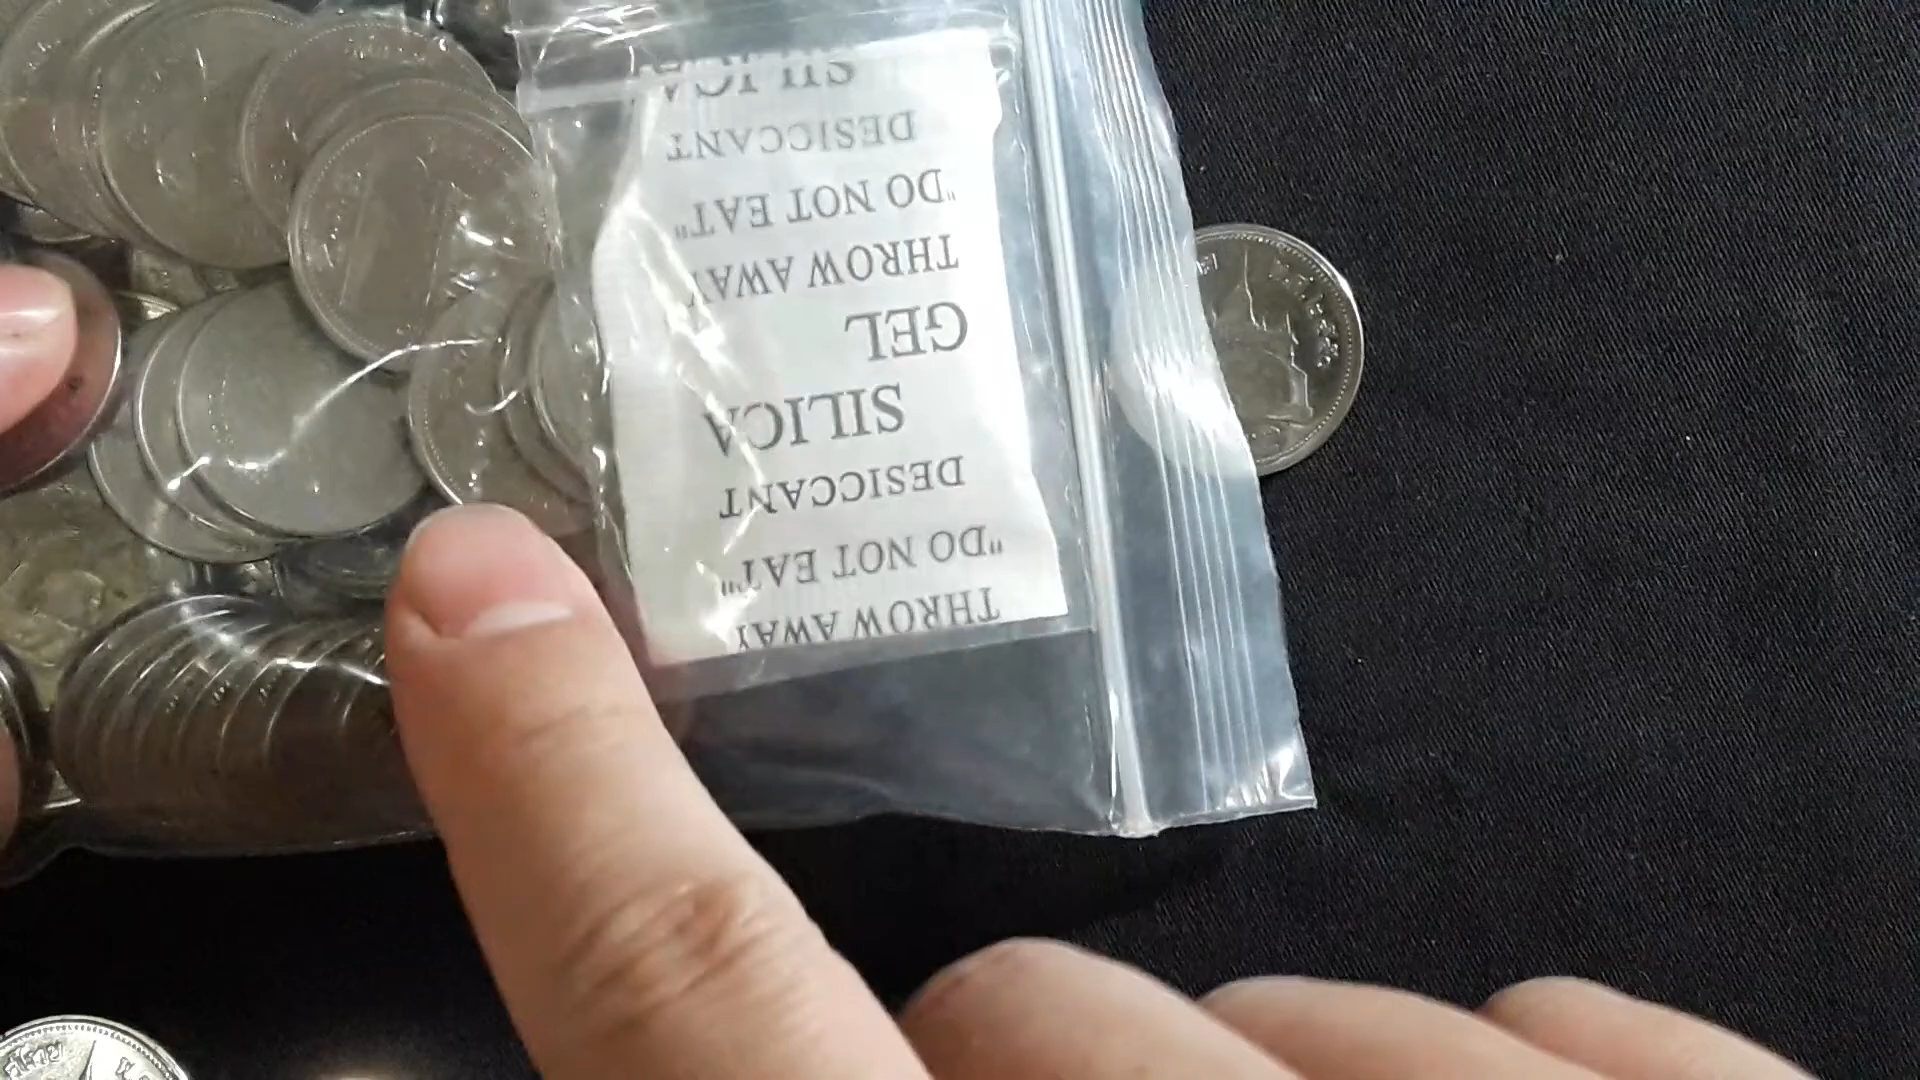 THROW AWAY
"DO NOT EAT"
DESICCANT
SILICA
GEL
THROW AWAY
"DO NOT EAT"
DESICCANT
SILICA